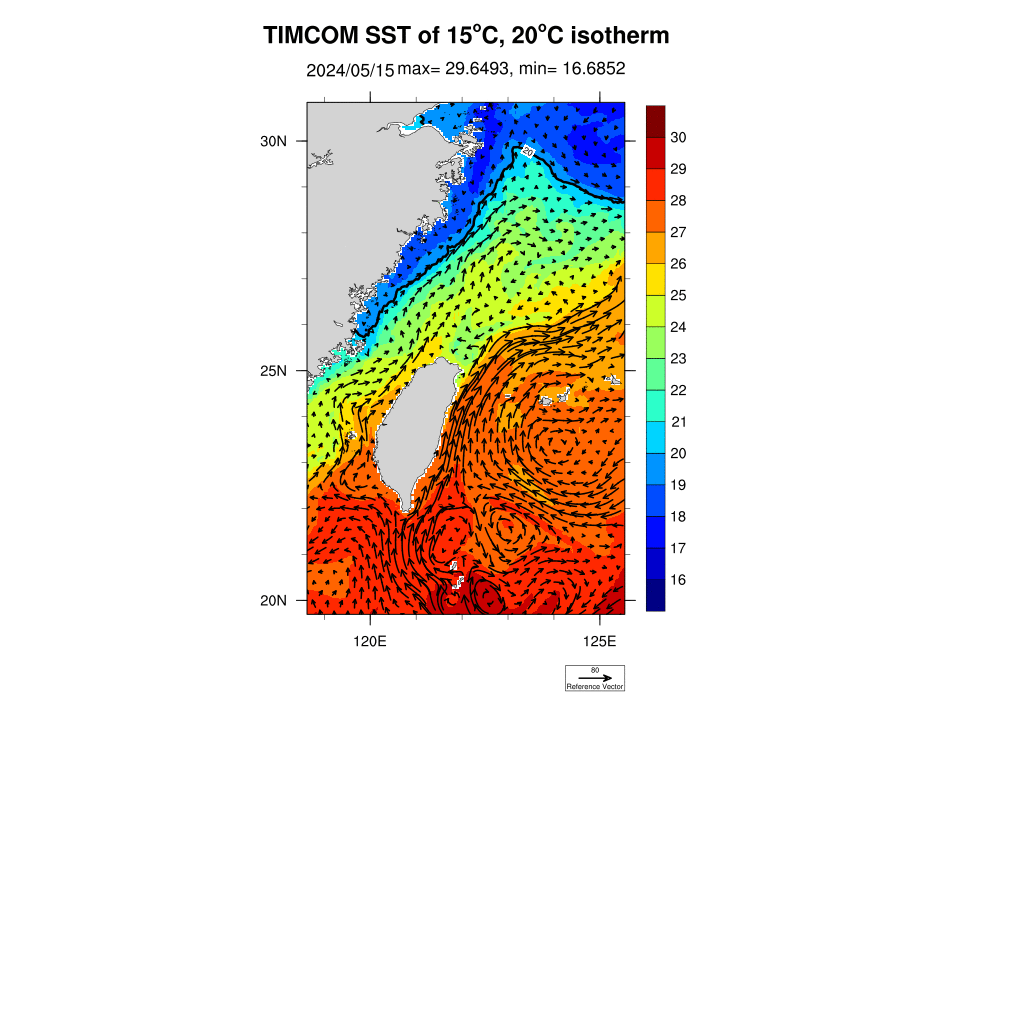 TIMCOM SST of 15°C, 20°C isotherm
2024/05/15 max= 29.6493, min= 16.6852
30N
25N
20N
120E
125E
20
30
29
28
27
26
25
24
23
22
21
20
19
18
17
16
80
Reference Vector